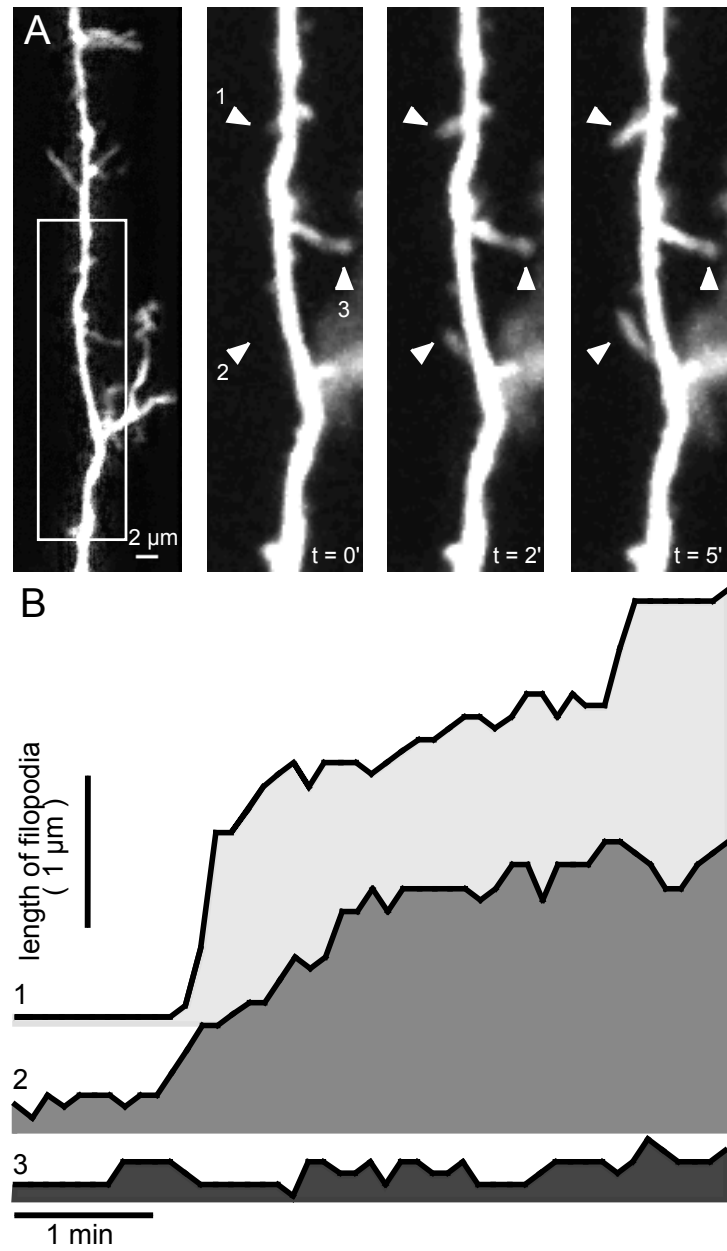 A
1
2
3
2 µm
t = 0'
t = 2'
t = 5'
B
length of filopodia
( 1 µm )
1
2
3
1 min